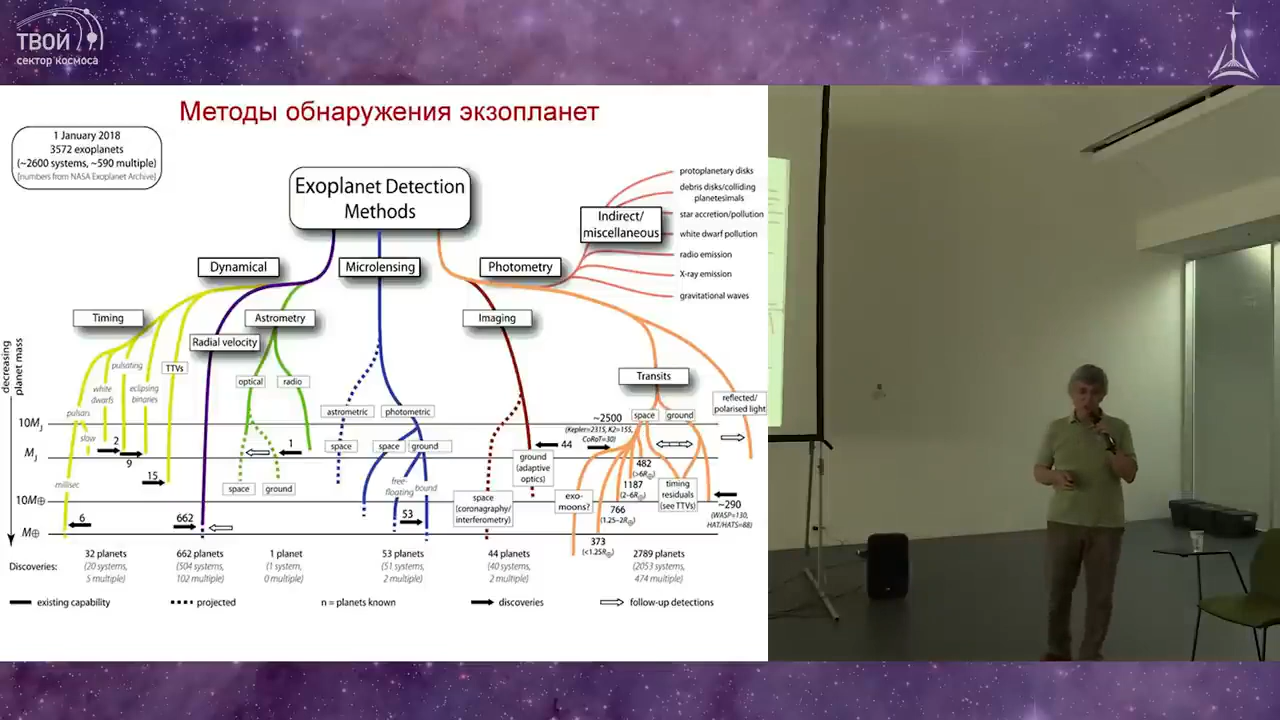 ТВОЙ
сектор космоса
Методы обнаружения экзопланет
1 January 2018
3572 exoplanets
(~2600 systems, ~590 multiple)
[numbers from NASA Exoplanet Archive]
Exoplanet Detection
Methods
Indirect/
miscellaneous
protoplanetary disks
debris disks/colliding
planetesimals
star accretion/pollution
white dwarf pollution
radio emission
X-ray emission
gravitational waves
Dynamical
Microlensing
Photometry
Timing
Astrometry
Imaging
Radial velocity
decreasing
planet mass
pulsating
TTVs
white
dwarfs
eclipsing
binaries
optical
radio
Transits
reflected/
polarised light
pulsars
slow
millisec
astrometric
photometric
~2500
(Kepler=2315, K2=155,
CoRoT=30)
space
ground
10MJ
MJ
10M⊕
M⊕
2
9
15
6
662
1
space
ground
space
space
ground
free-
floating
bound
53
44
ground
(adaptive
optics)
space
(coronagraphy/
interferometry)
exo-
moons?
482
(>6R⊕)
1187
(2–6R⊕)
766
(1.25–2R⊕)
373
(<1.25R⊕)
timing
residuals
(see TTVs)
~290
(WASP=130,
HAT/HATS=88)
Discoveries:
32 planets
(20 systems,
5 multiple)
662 planets
(504 systems,
102 multiple)
1 planet
(1 system,
0 multiple)
53 planets
(51 systems,
2 multiple)
44 planets
(40 systems,
2 multiple)
2789 planets
(2053 systems,
474 multiple)
existing capability
projected
n = planets known
discoveries
follow-up detections